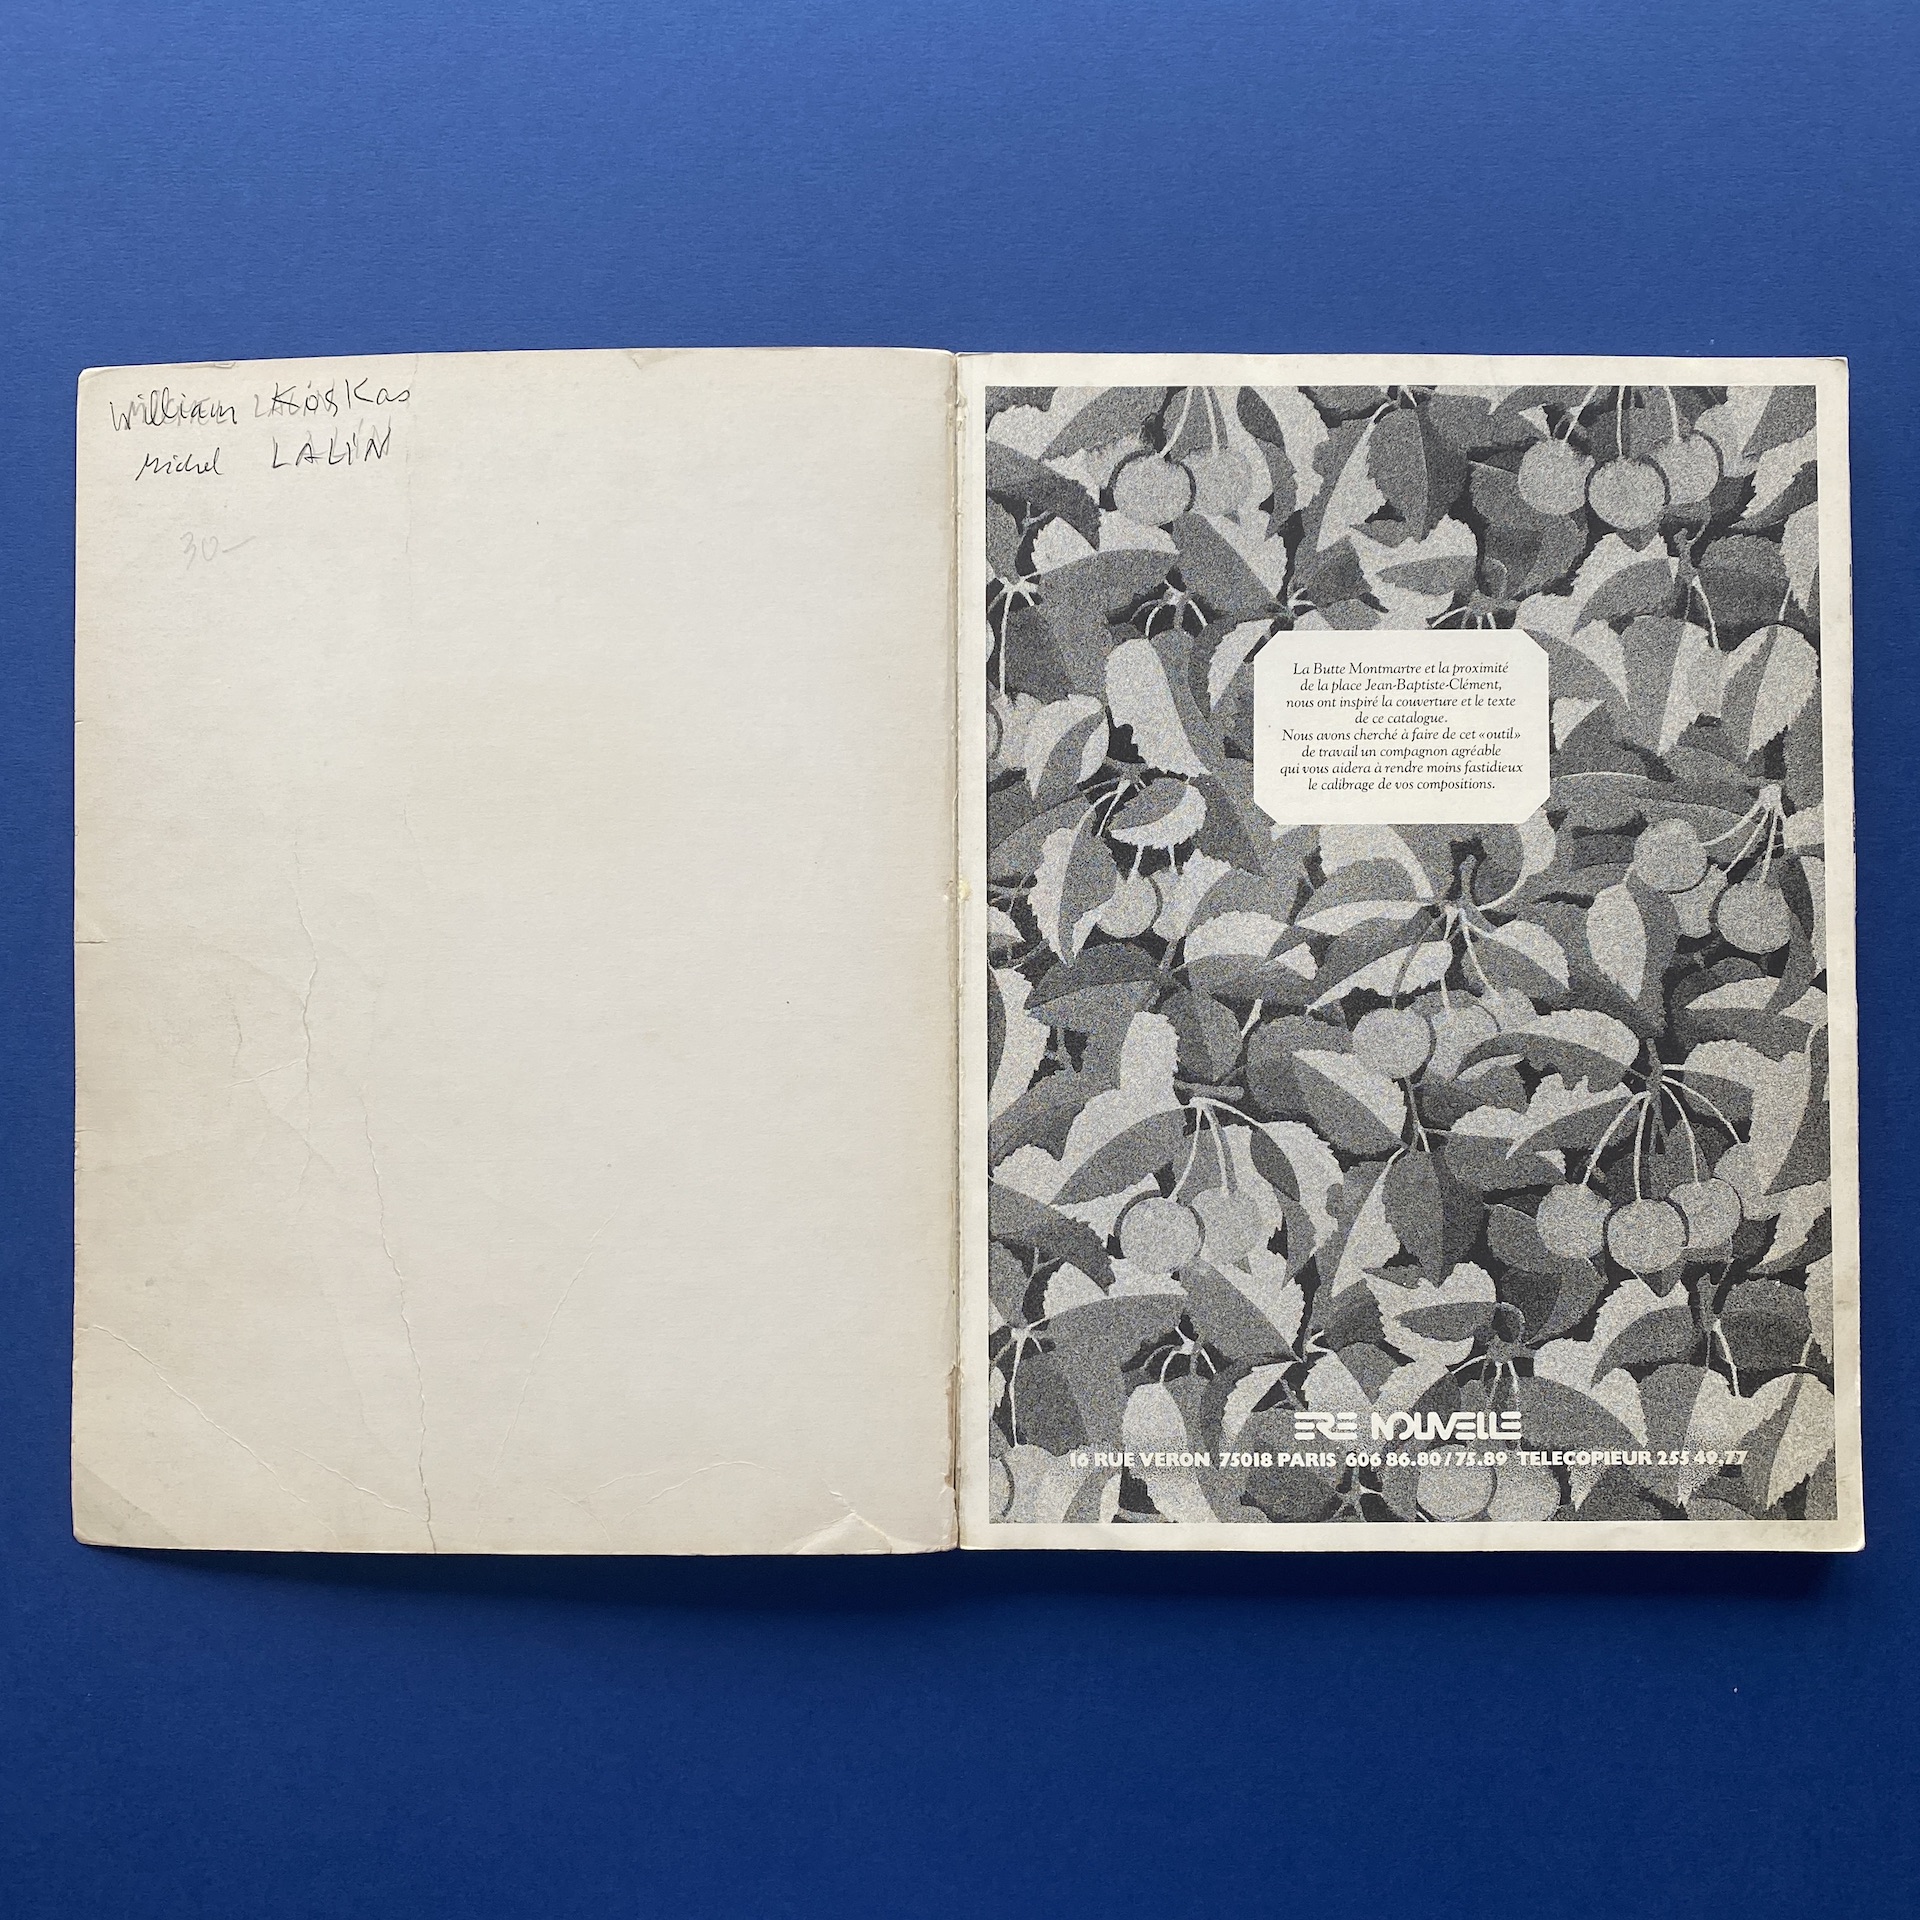 William Koskas
Michel LALIN
30-
La Butte Montmartre et la proximité
de la place Jean-Baptiste-Clément,
nous ont inspiré la couverture et le texte
de ce catalogue.
Nous avons cherché à faire de cet «outil»
de travail un compagnon agréable
qui vous aidera à rendre moins fastidieux
le calibrage de vos compositions.
ERE NOUVELLE
16 RUE VERON 75018 PARIS 606 86.80/75.89 TELECOPIEUR 255 49.77